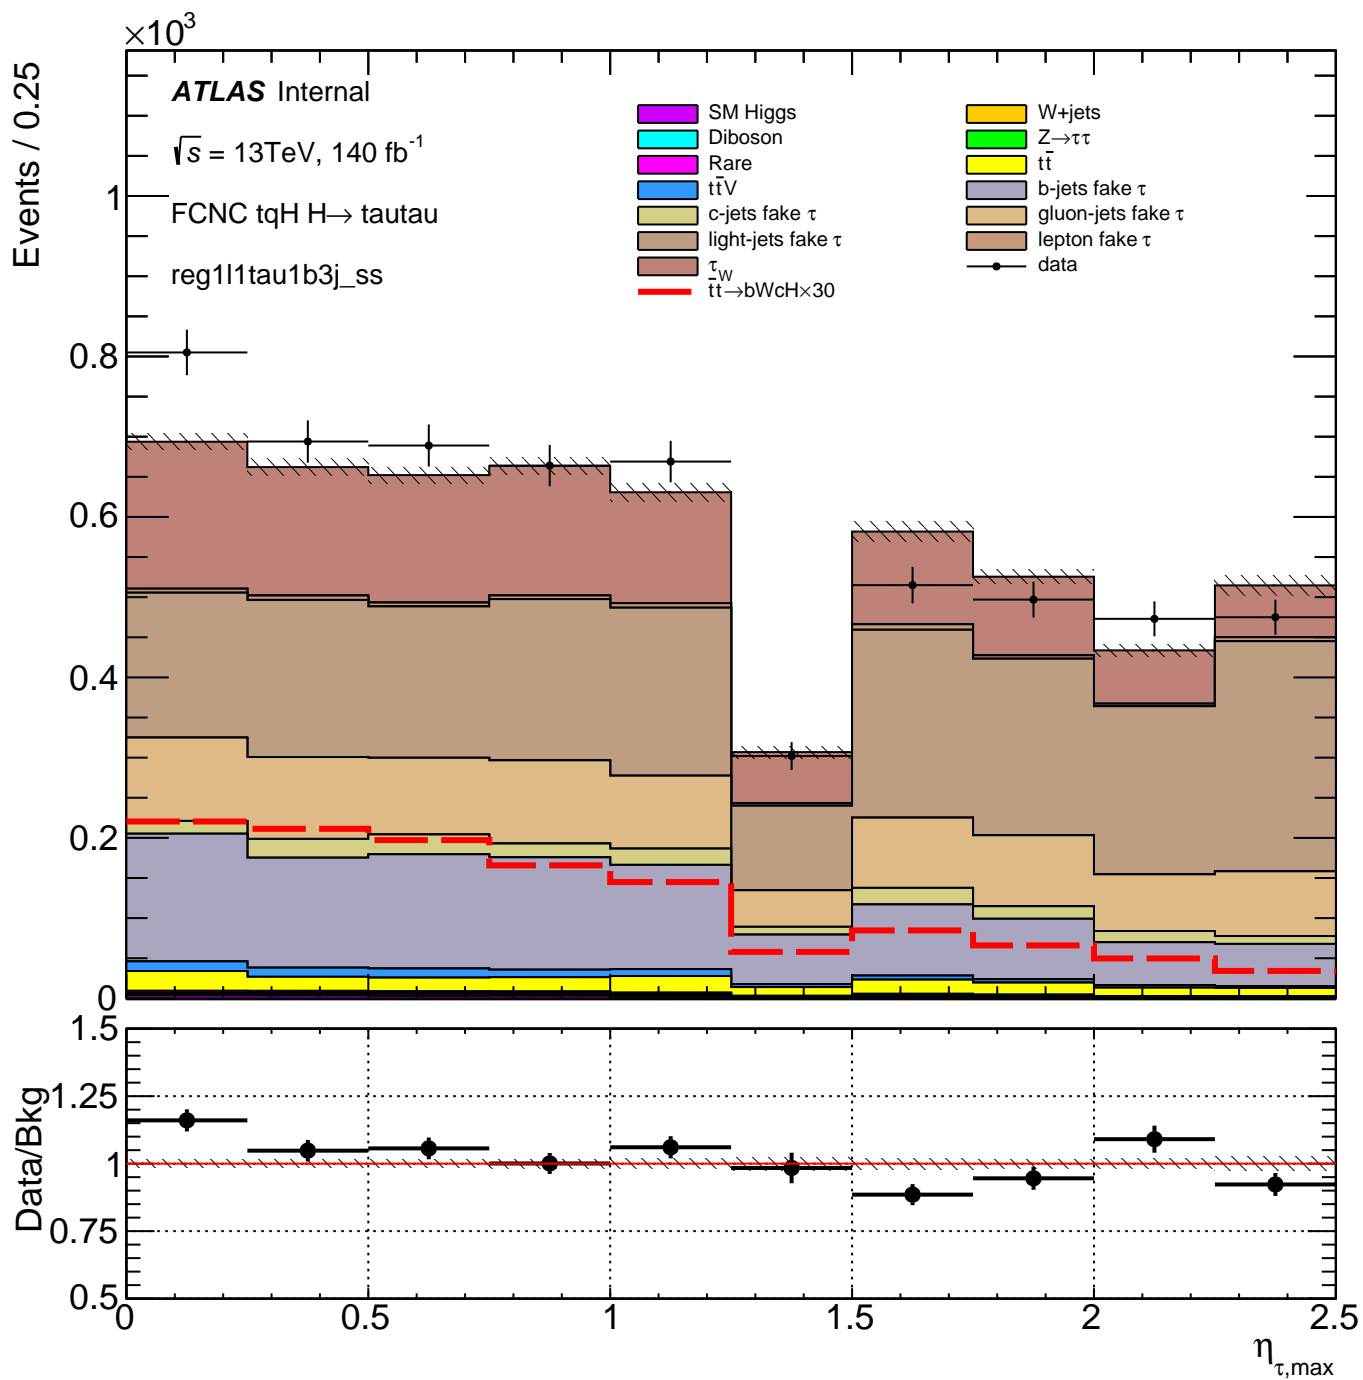 ×10³
Events / 0.25
ATLAS Internal
√s = 13TeV, 140 fb⁻¹
FCNC tqH H→ tautau
reg1l1tau1b3j_ss
SM Higgs
Diboson
Rare
tt̄V
c-jets fake τ
light-jets fake τ
τ_W
t̄t→bWcH×30
W+jets
Z→ττ
tt̄
b-jets fake τ
gluon-jets fake τ
lepton fake τ
data
1
0.8
0.6
0.4
0.2
0
Data/Bkg
1.5
1.25
1
0.75
0.5
0 0.5 1 1.5 2 2.5
η_τ,max